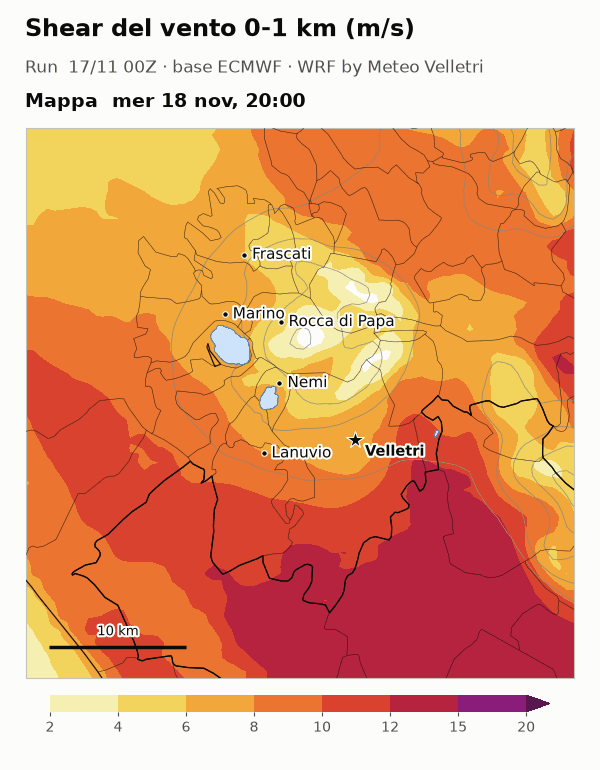 Shear del vento 0-1 km (m/s)
Run  17/11 00Z · base ECMWF · WRF by Meteo Velletri
Mappa  mer 18 nov, 20:00
Frascati
Marino
Rocca di Papa
Nemi
Velletri
Lanuvio
10 km
2 4 6 8 10 12 15 20